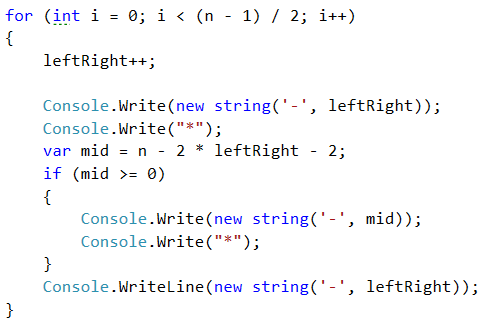 for (int i = 0; i < (n - 1) / 2; i++)
{
    leftRight++;

    Console.Write(new string('-', leftRight));
    Console.Write("*");
    var mid = n - 2 * leftRight - 2;
    if (mid >= 0)
    {
        Console.Write(new string('-', mid));
        Console.Write("*");
    }
    Console.WriteLine(new string('-', leftRight));
}